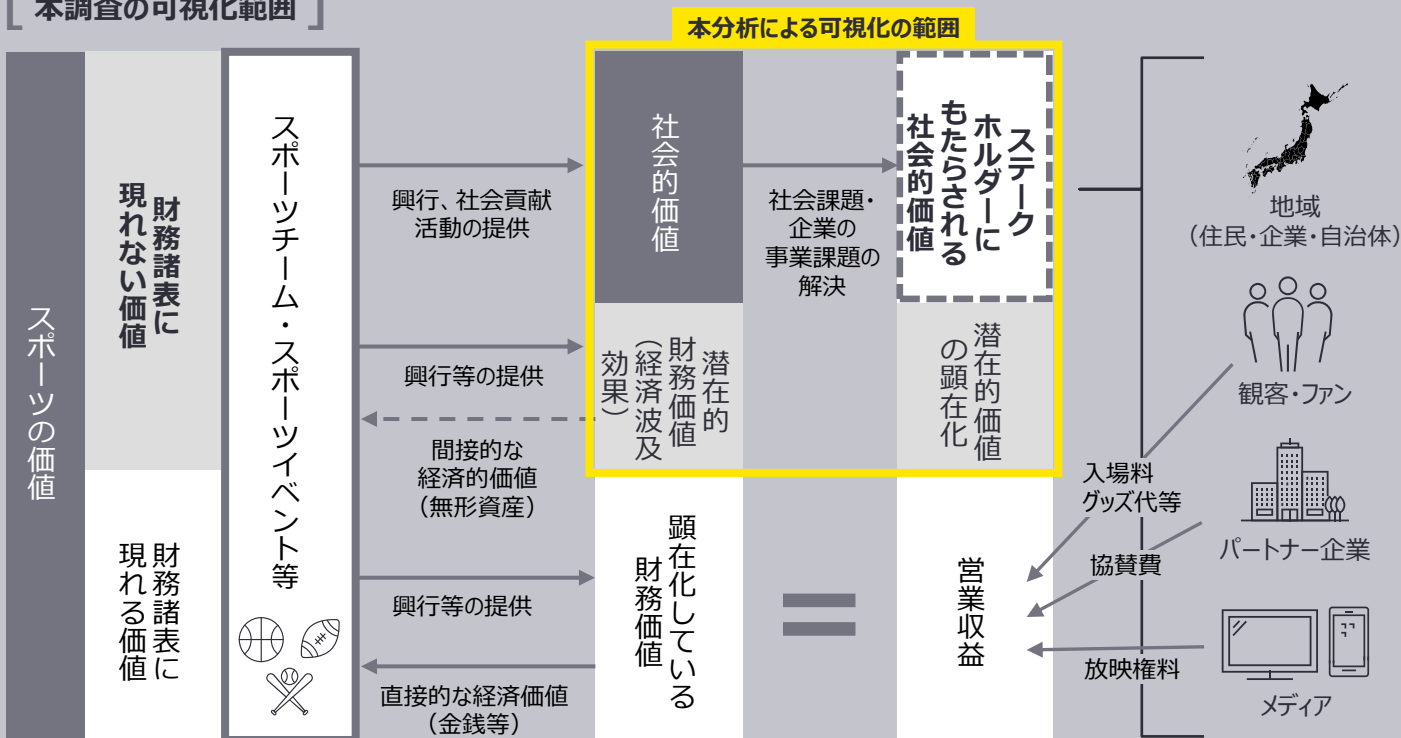 本調査の可視化範囲
本分析による可視化の範囲
スポーツの価値
財務諸表に
現れない価値
財務諸表に
現れる価値
スポーツチーム・スポーツイベント等
興行、社会貢献
活動の提供
興行等の提供
間接的な
経済的価値
（無形資産）
興行等の提供
直接的な経済価値
（金銭等）
社会的価値
潜在的
財務価値
（経済波及
効果）
顕在化している
財務価値
社会課題・
企業の
事業課題の
解決
ステーク
ホルダーに
もたらされる
社会的価値
潜在的価値
の顕在化
営業収益
入場料
グッズ代等
協賛費
放映権料
地域
（住民・企業・自治体）
観客・ファン
パートナー企業
メディア